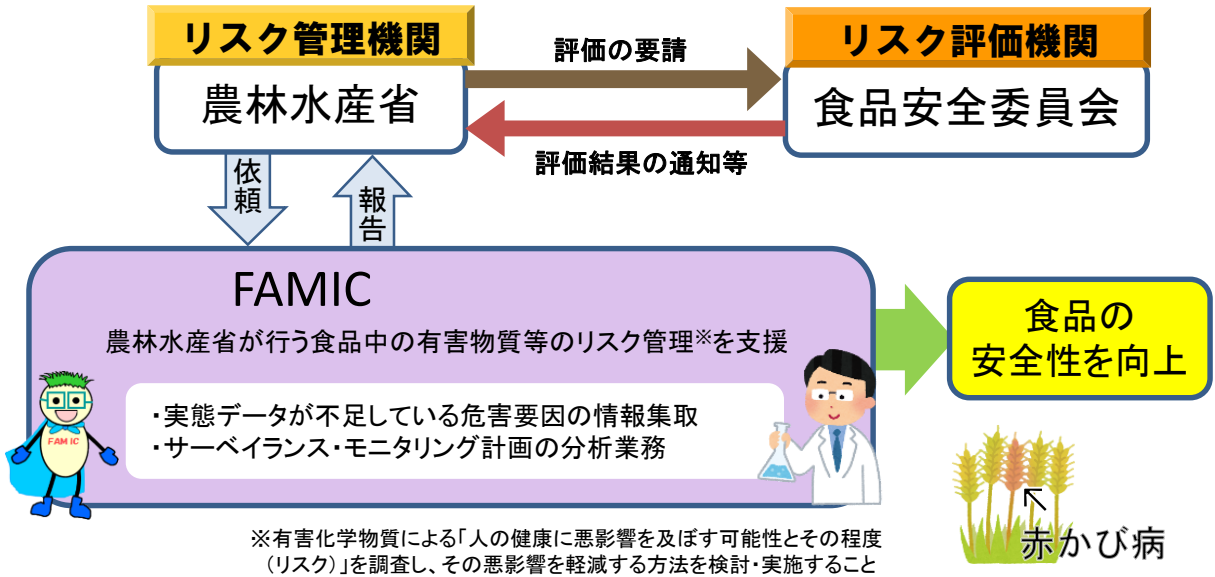 リスク管理機関
農林水産省
評価の要請
リスク評価機関
食品安全委員会
評価結果の通知等
依頼
報告
FAMIC
農林水産省が行う食品中の有害物質等のリスク管理※を支援
・実態データが不足している危害要因の情報集取
・サーベイランス・モニタリング計画の分析業務
FAMIC
食品の
安全性を向上
赤かび病
※有害化学物質による「人の健康に悪影響を及ぼす可能性とその程度
（リスク）」を調査し、その悪影響を軽減する方法を検討・実施すること